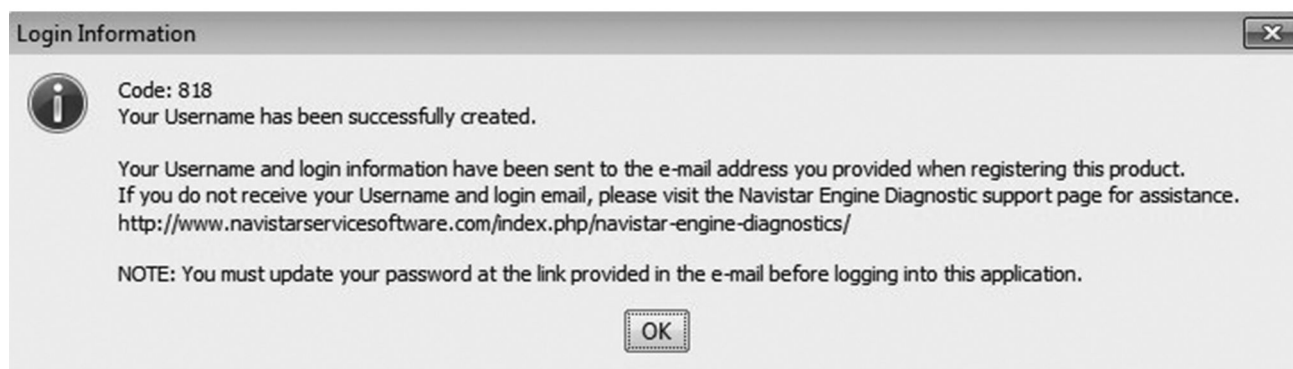 Login Information
Code: 818
Your Username has been successfully created.
Your Username and login information have been sent to the e-mail address you provided when registering this product.
If you do not receive your Username and login email, please visit the Navistar Engine Diagnostic support page for assistance.
http://www.navistarservicesoftware.com/index.php/navistar-engine-diagnostics/
NOTE: You must update your password at the link provided in the e-mail before logging into this application.
OK